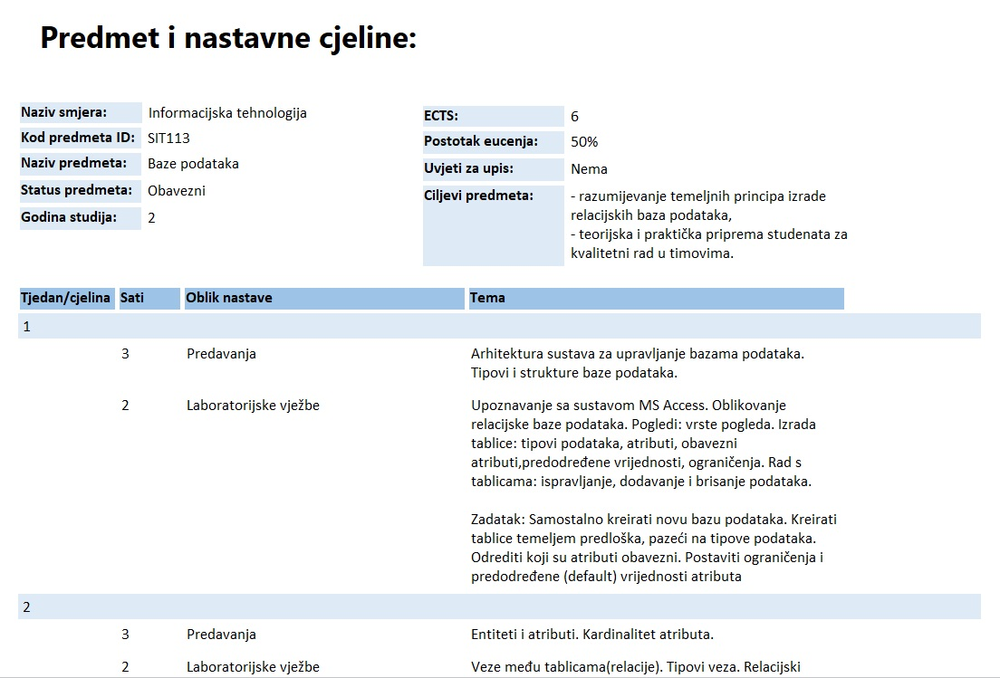 Predmet i nastavne cjeline:
Naziv smjera: Informacijska tehnologija
Kod predmeta ID: SIT113
Naziv predmeta: Baze podataka
Status predmeta: Obavezni
Godina studija: 2
ECTS: 6
Postotak eucenja: 50%
Uvjeti za upis: Nema
Ciljevi predmeta: - razumijevanje temeljnih principa izrade
relacijskih baza podataka,
- teorijska i praktička priprema studenata za
kvalitetni rad u timovima.
Tjedan/cjelina Sati Oblik nastave Tema
1
3 Predavanja Arhitektura sustava za upravljanje bazama podataka.
Tipovi i strukture baze podataka.
2 Laboratorijske vježbe Upoznavanje sa sustavom MS Access. Oblikovanje
relacijske baze podataka. Pogledi: vrste pogleda. Izrada
tablice: tipovi podataka, atributi, obavezni
atributi,predodređene vrijednosti, ograničenja. Rad s
tablicama: ispravljanje, dodavanje i brisanje podataka.
Zadatak: Samostalno kreirati novu bazu podataka. Kreirati
tablice temeljem predloška, pazeći na tipove podataka.
Odrediti koji su atributi obavezni. Postaviti ograničenja i
predodređene (default) vrijednosti atributa
2
3 Predavanja Entiteti i atributi. Kardinalitet atributa.
2 Laboratorijske vježbe Veze među tablicama(relacije). Tipovi veza. Relacijski